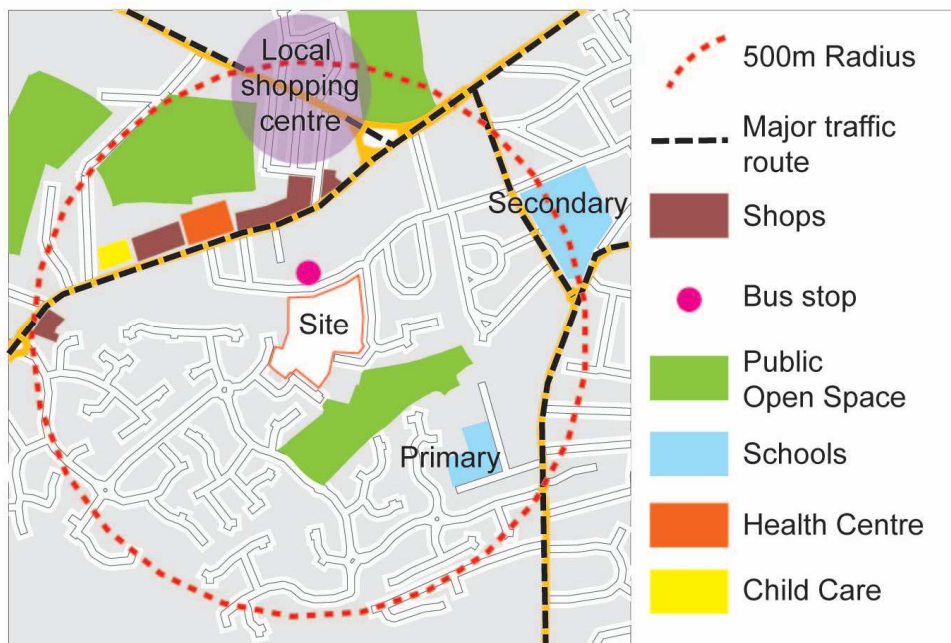 Local
shopping
centre
Secondary
Site
Primary
500m Radius
Major traffic
route
Shops
Bus stop
Public
Open Space
Schools
Health Centre
Child Care